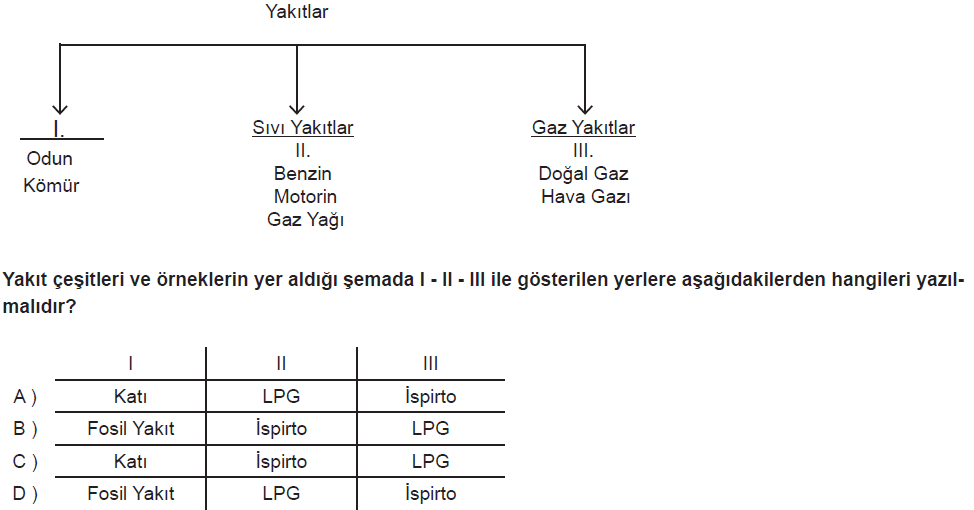 Yakıtlar
I.
Odun
Kömür
Sıvı Yakıtlar
II.
Benzin
Motorin
Gaz Yağı
Gaz Yakıtlar
III.
Doğal Gaz
Hava Gazı
Yakıt çeşitleri ve örneklerin yer aldığı şemada I - II - III ile gösterilen yerlere aşağıdakilerden hangileri yazıl-
malıdır?
I II III
A ) Katı LPG İspirto
B ) Fosil Yakıt İspirto LPG
C ) Katı İspirto LPG
D ) Fosil Yakıt LPG İspirto